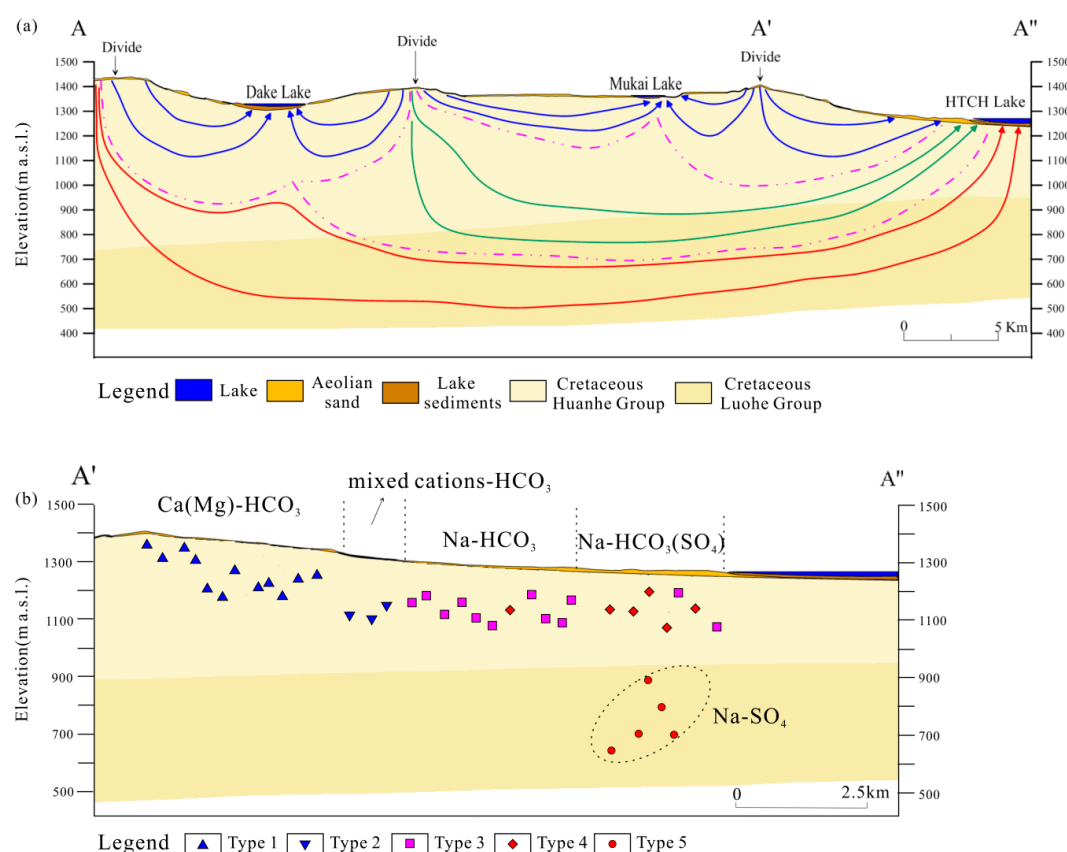 (a)
A
A'
A''
Divide
Divide
Divide
Dake Lake
Mukai Lake
HTCH Lake
Elevation(m a.s.l.)
1500
1400
1300
1200
1100
1000
900
800
700
600
500
400
1500
1400
1300
1200
1100
1000
900
800
700
600
500
400
0
5 Km
Legend
Lake
Aeolian
sand
Lake
sediments
Cretaceous
Huanhe Group
Cretaceous
Luohe Group
(b)
A'
A''
mixed cations-HCO₃
Ca(Mg)-HCO₃
Na-HCO₃
Na-HCO₃(SO₄)
Na-SO₄
Elevation(m a.s.l.)
1500
1300
1100
900
700
500
1500
1300
1100
900
700
500
0
2.5km
Legend
Type 1
Type 2
Type 3
Type 4
Type 5